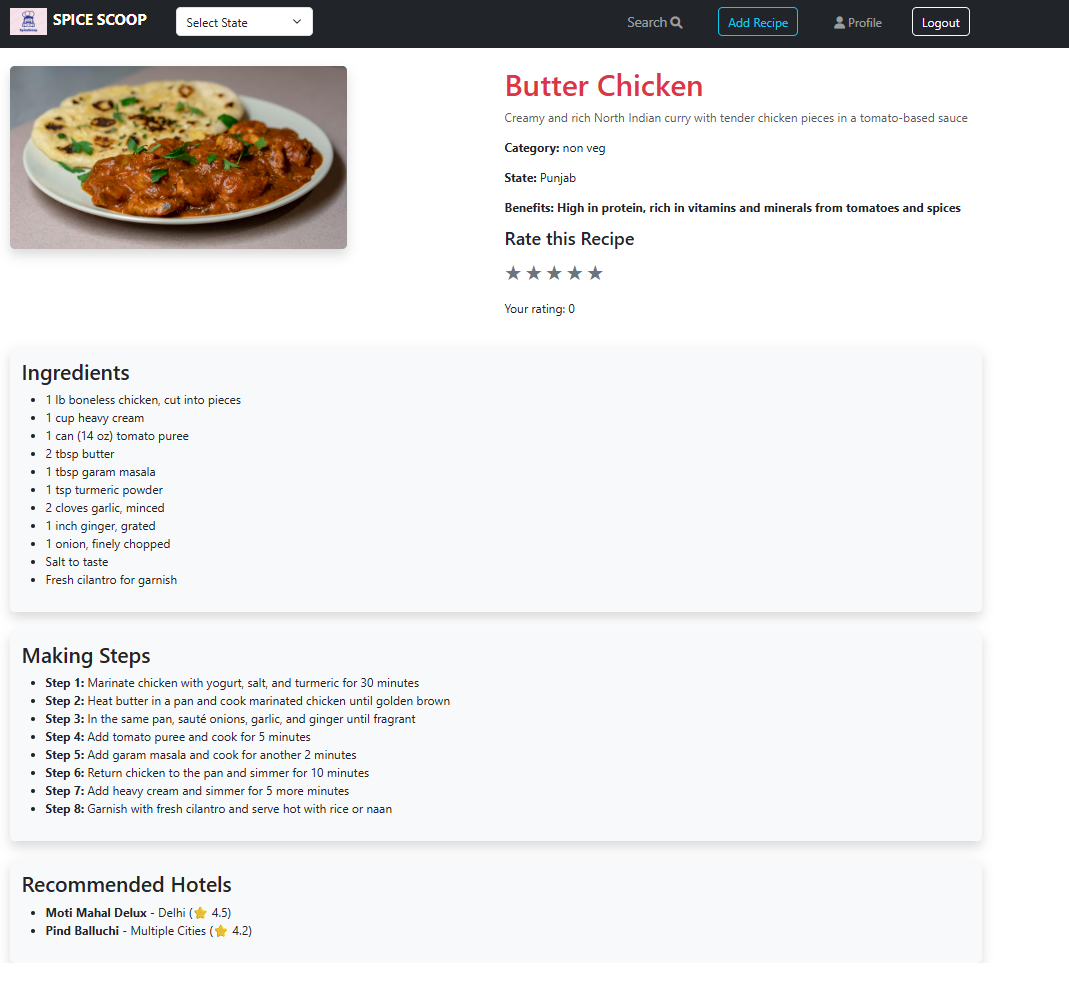 SPICE SCOOP
Select State
Search
Add Recipe
Profile
Logout
Butter Chicken
Creamy and rich North Indian curry with tender chicken pieces in a tomato-based sauce
Category: non veg
State: Punjab
Benefits: High in protein, rich in vitamins and minerals from tomatoes and spices
Rate this Recipe
★ ★ ★ ★ ★
Your rating: 0
Ingredients
• 1 lb boneless chicken, cut into pieces
• 1 cup heavy cream
• 1 can (14 oz) tomato puree
• 2 tbsp butter
• 1 tbsp garam masala
• 1 tsp turmeric powder
• 2 cloves garlic, minced
• 1 inch ginger, grated
• 1 onion, finely chopped
• Salt to taste
• Fresh cilantro for garnish
Making Steps
• Step 1: Marinate chicken with yogurt, salt, and turmeric for 30 minutes
• Step 2: Heat butter in a pan and cook marinated chicken until golden brown
• Step 3: In the same pan, sauté onions, garlic, and ginger until fragrant
• Step 4: Add tomato puree and cook for 5 minutes
• Step 5: Add garam masala and cook for another 2 minutes
• Step 6: Return chicken to the pan and simmer for 10 minutes
• Step 7: Add heavy cream and simmer for 5 more minutes
• Step 8: Garnish with fresh cilantro and serve hot with rice or naan
Recommended Hotels
• Moti Mahal Delux - Delhi (⭐ 4.5)
• Pind Balluchi - Multiple Cities (⭐ 4.2)